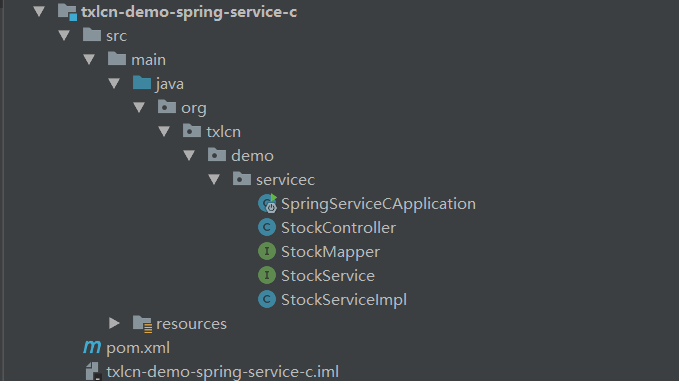 txlcn-demo-spring-service-c
src
main
java
org
txlcn
demo
servicec
SpringServiceCApplication
C StockController
I StockMapper
I StockService
C StockServiceImpl
resources
m pom.xml
txlcn-demo-spring-service-c.iml